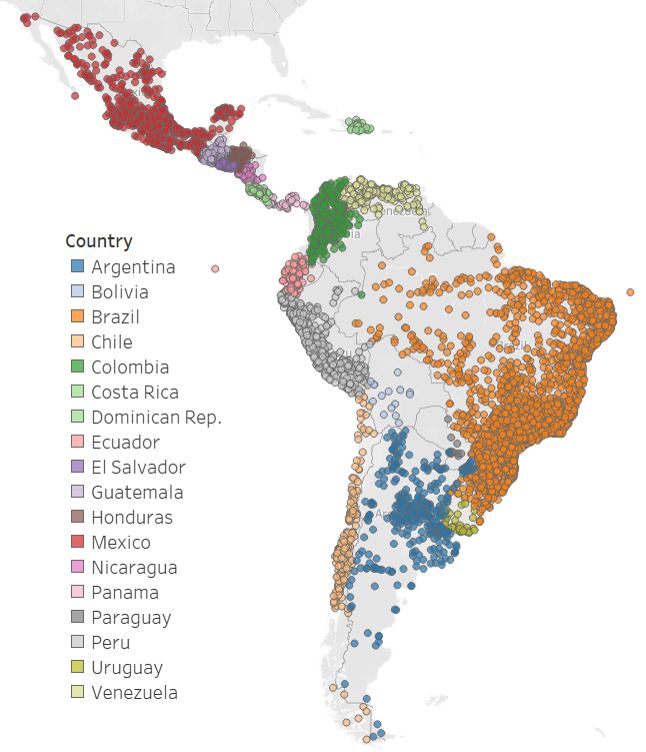 Country
Argentina
Bolivia
Brazil
Chile
Colombia
Costa Rica
Dominican Rep.
Ecuador
El Salvador
Guatemala
Honduras
Mexico
Nicaragua
Panama
Paraguay
Peru
Uruguay
Venezuela